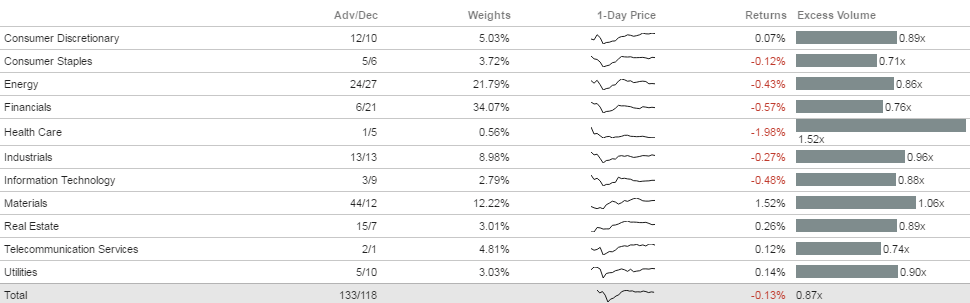 Adv/Dec Weights 1-Day Price Returns Excess Volume
Consumer Discretionary 12/10 5.03% 0.07% 0.89x
Consumer Staples 5/6 3.72% -0.12% 0.71x
Energy 24/27 21.79% -0.43% 0.86x
Financials 6/21 34.07% -0.57% 0.76x
Health Care 1/5 0.56% -1.98% 1.52x
Industrials 13/13 8.98% -0.27% 0.96x
Information Technology 3/9 2.79% -0.48% 0.88x
Materials 44/12 12.22% 1.52% 1.06x
Real Estate 15/7 3.01% 0.26% 0.89x
Telecommunication Services 2/1 4.81% 0.12% 0.74x
Utilities 5/10 3.03% 0.14% 0.90x
Total 133/118 -0.13% 0.87x